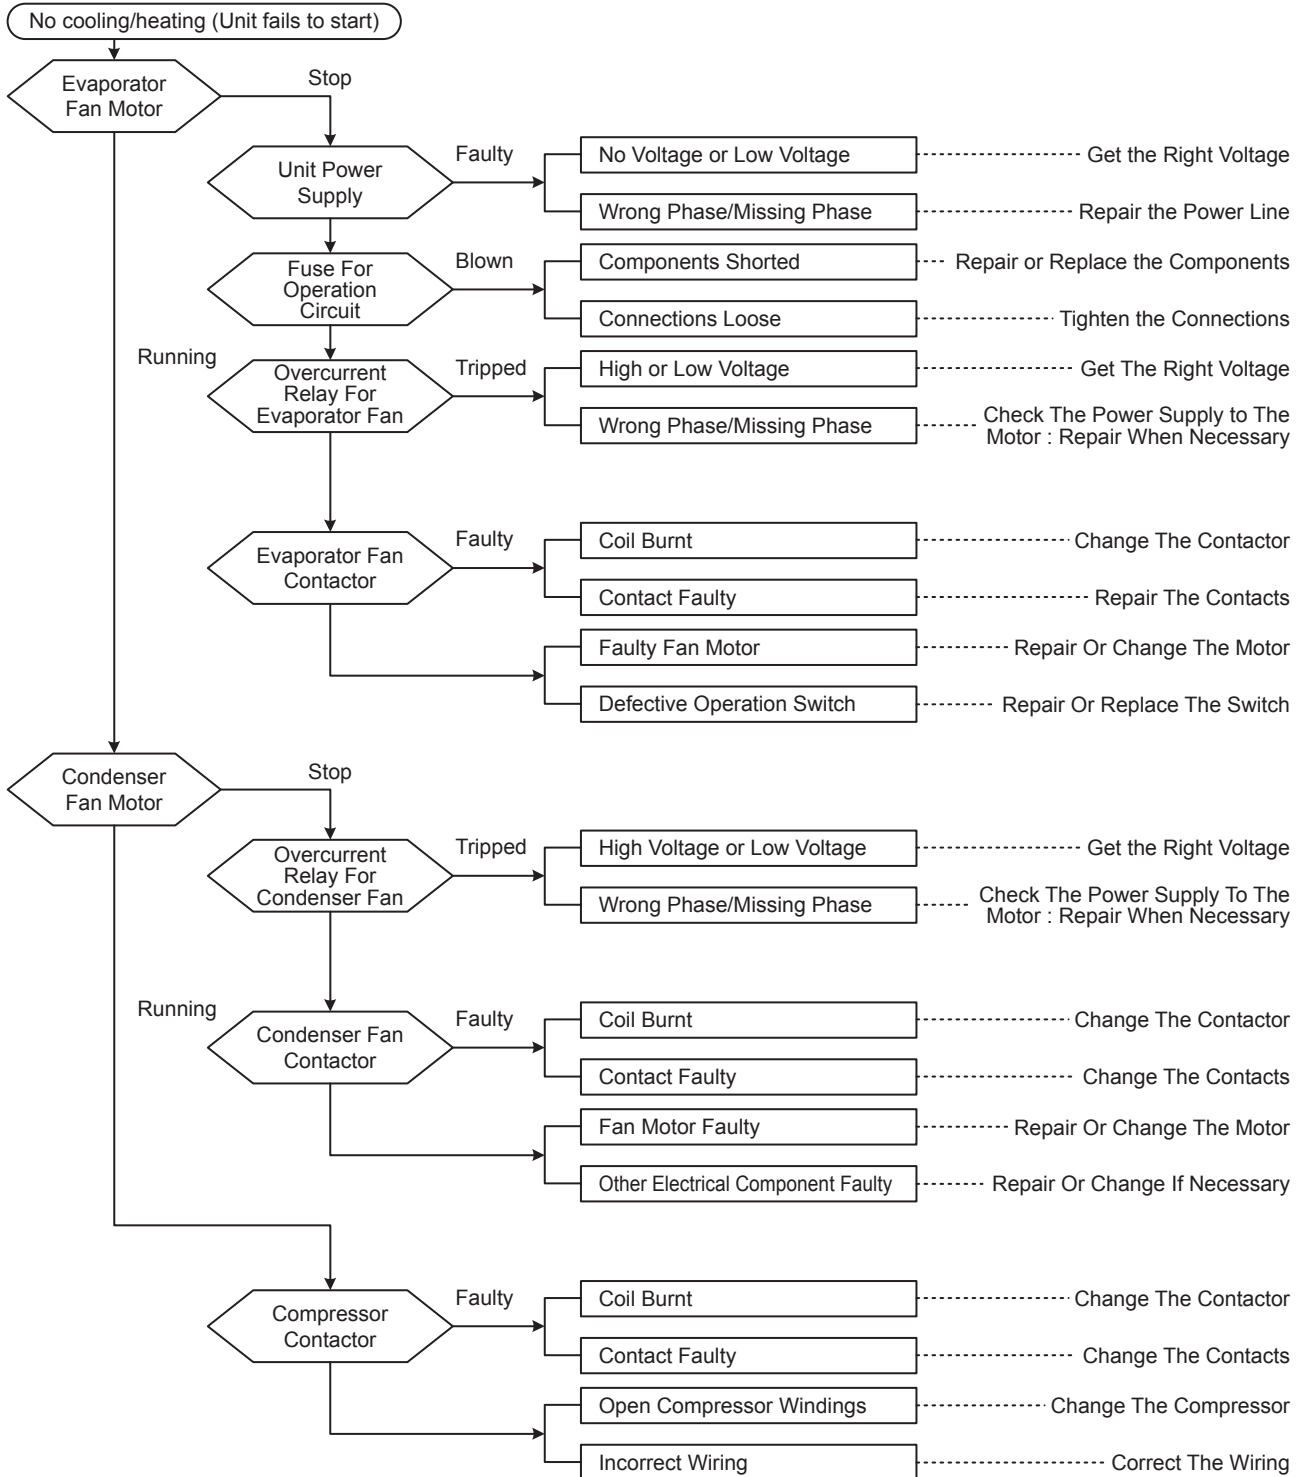 No cooling/heating (Unit fails to start)
Evaporator
Fan Motor
Stop
Unit Power
Supply
Faulty
No Voltage or Low Voltage
Get the Right Voltage
Wrong Phase/Missing Phase
Repair the Power Line
Fuse For
Operation
Circuit
Blown
Components Shorted
Repair or Replace the Components
Connections Loose
Tighten the Connections
Running
Overcurrent
Relay For
Evaporator Fan
Tripped
High or Low Voltage
Get The Right Voltage
Wrong Phase/Missing Phase
Check The Power Supply to The
Motor : Repair When Necessary
Evaporator Fan
Contactor
Faulty
Coil Burnt
Change The Contactor
Contact Faulty
Repair The Contacts
Faulty Fan Motor
Repair Or Change The Motor
Defective Operation Switch
Repair Or Replace The Switch
Condenser
Fan Motor
Stop
Overcurrent
Relay For
Condenser Fan
Tripped
High Voltage or Low Voltage
Get the Right Voltage
Wrong Phase/Missing Phase
Check The Power Supply To The
Motor : Repair When Necessary
Running
Condenser Fan
Contactor
Faulty
Coil Burnt
Change The Contactor
Contact Faulty
Change The Contacts
Fan Motor Faulty
Repair Or Change The Motor
Other Electrical Component Faulty
Repair Or Change If Necessary
Compressor
Contactor
Faulty
Coil Burnt
Change The Contactor
Contact Faulty
Change The Contacts
Open Compressor Windings
Change The Compressor
Incorrect Wiring
Correct The Wiring